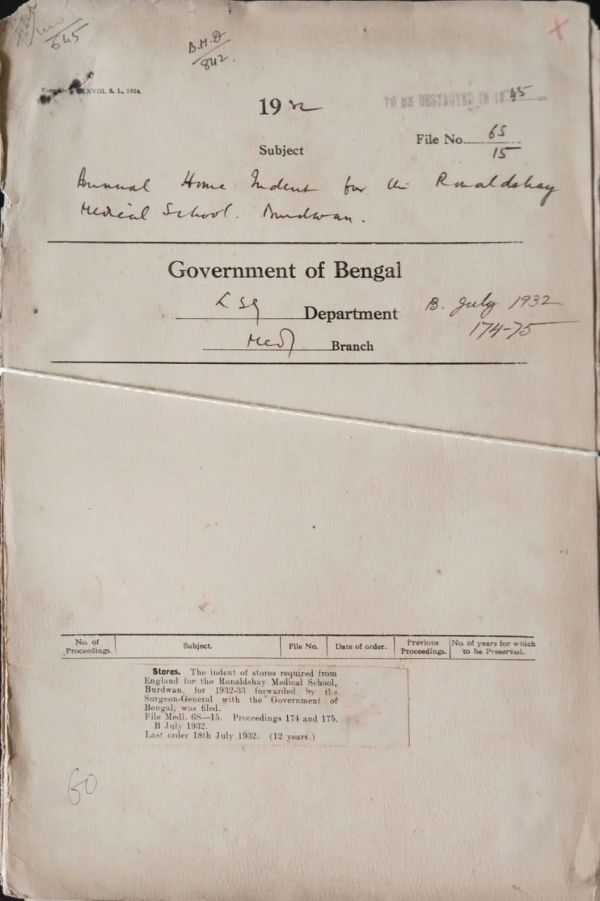 645
B.M.D
842.
XXVIII, S. I., 1924.
TO BE DESTROYED IN 1945
1932
File No. 6S
15
Subject
Annual Home Indent for the Ronaldshay
Medical School. Burdwan.
Government of Bengal
L S G Department
B. July 1932
174-75
Medl Branch
No. of Proceedings.
Subject.
File No.
Date of order.
Previous Proceedings.
No. of years for which to be Preserved.
Stores. The indent of stores required from
England for the Ronaldshay Medical School,
Burdwan, for 1932-33 forwarded by the
Surgeon-General with the Government of
Bengal, was filed.
File Medl. 6S—15. Proceedings 174 and 175.
B July 1932.
Last order 18th July 1932. (12 years.)
60